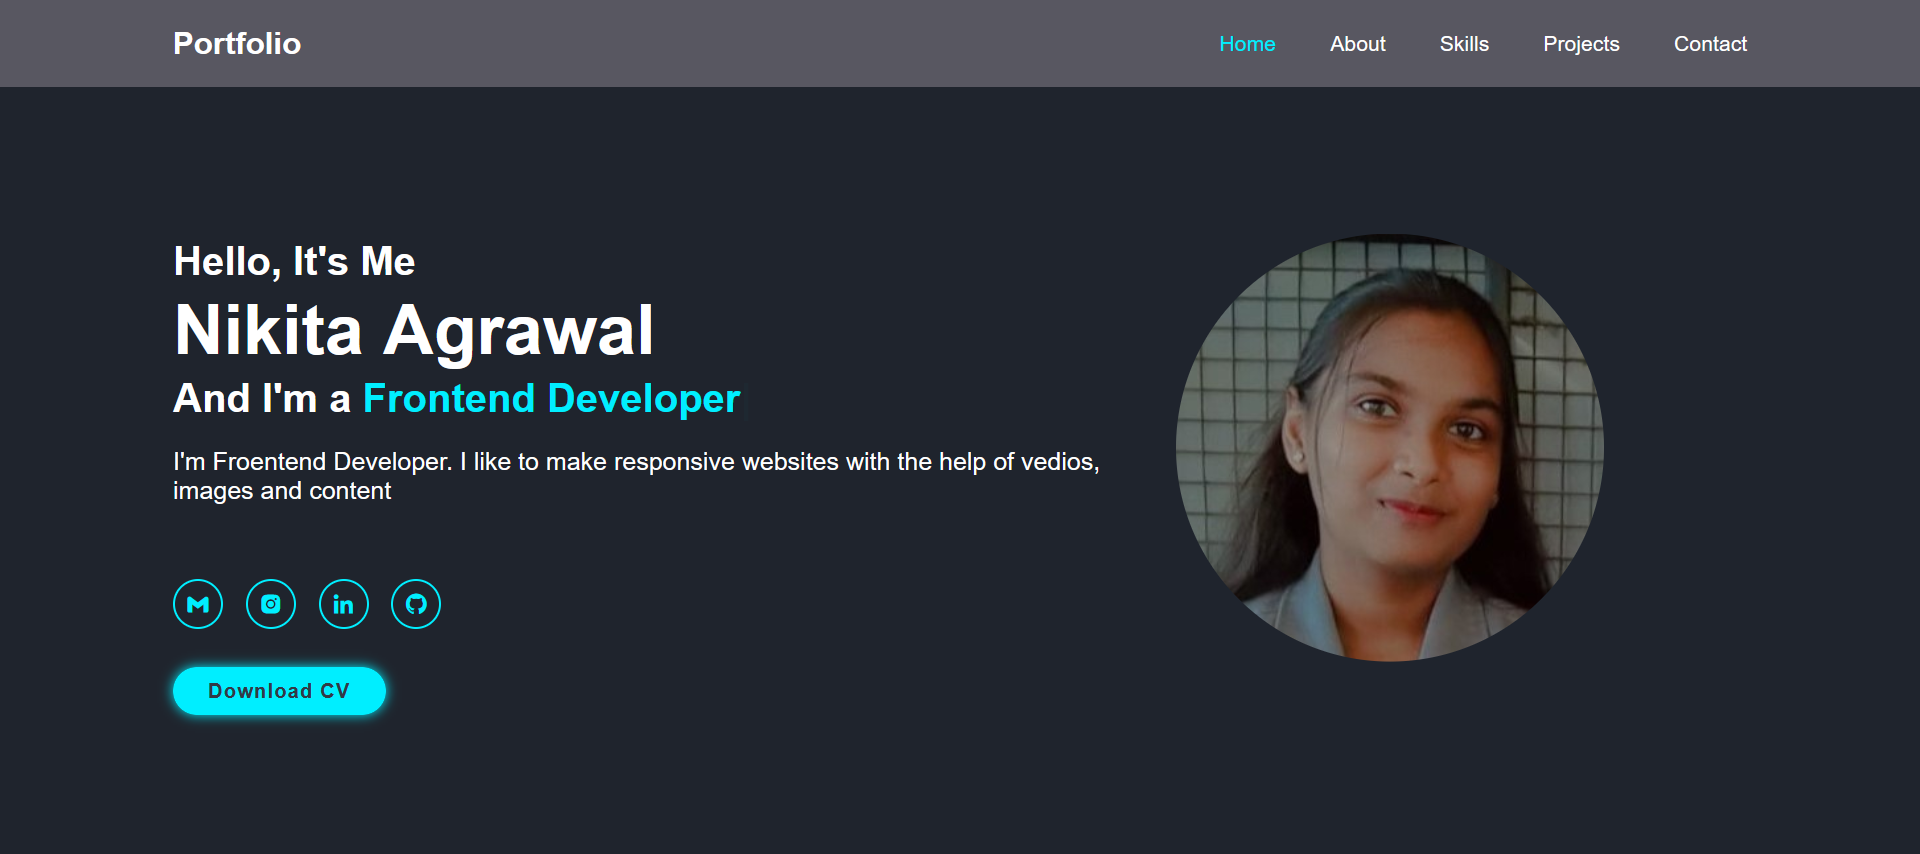 Portfolio
Home About Skills Projects Contact
Hello, It's Me
Nikita Agrawal
And I'm a Frontend Developer
I'm Froentend Developer. I like to make responsive websites with the help of vedios,
images and content
Download CV